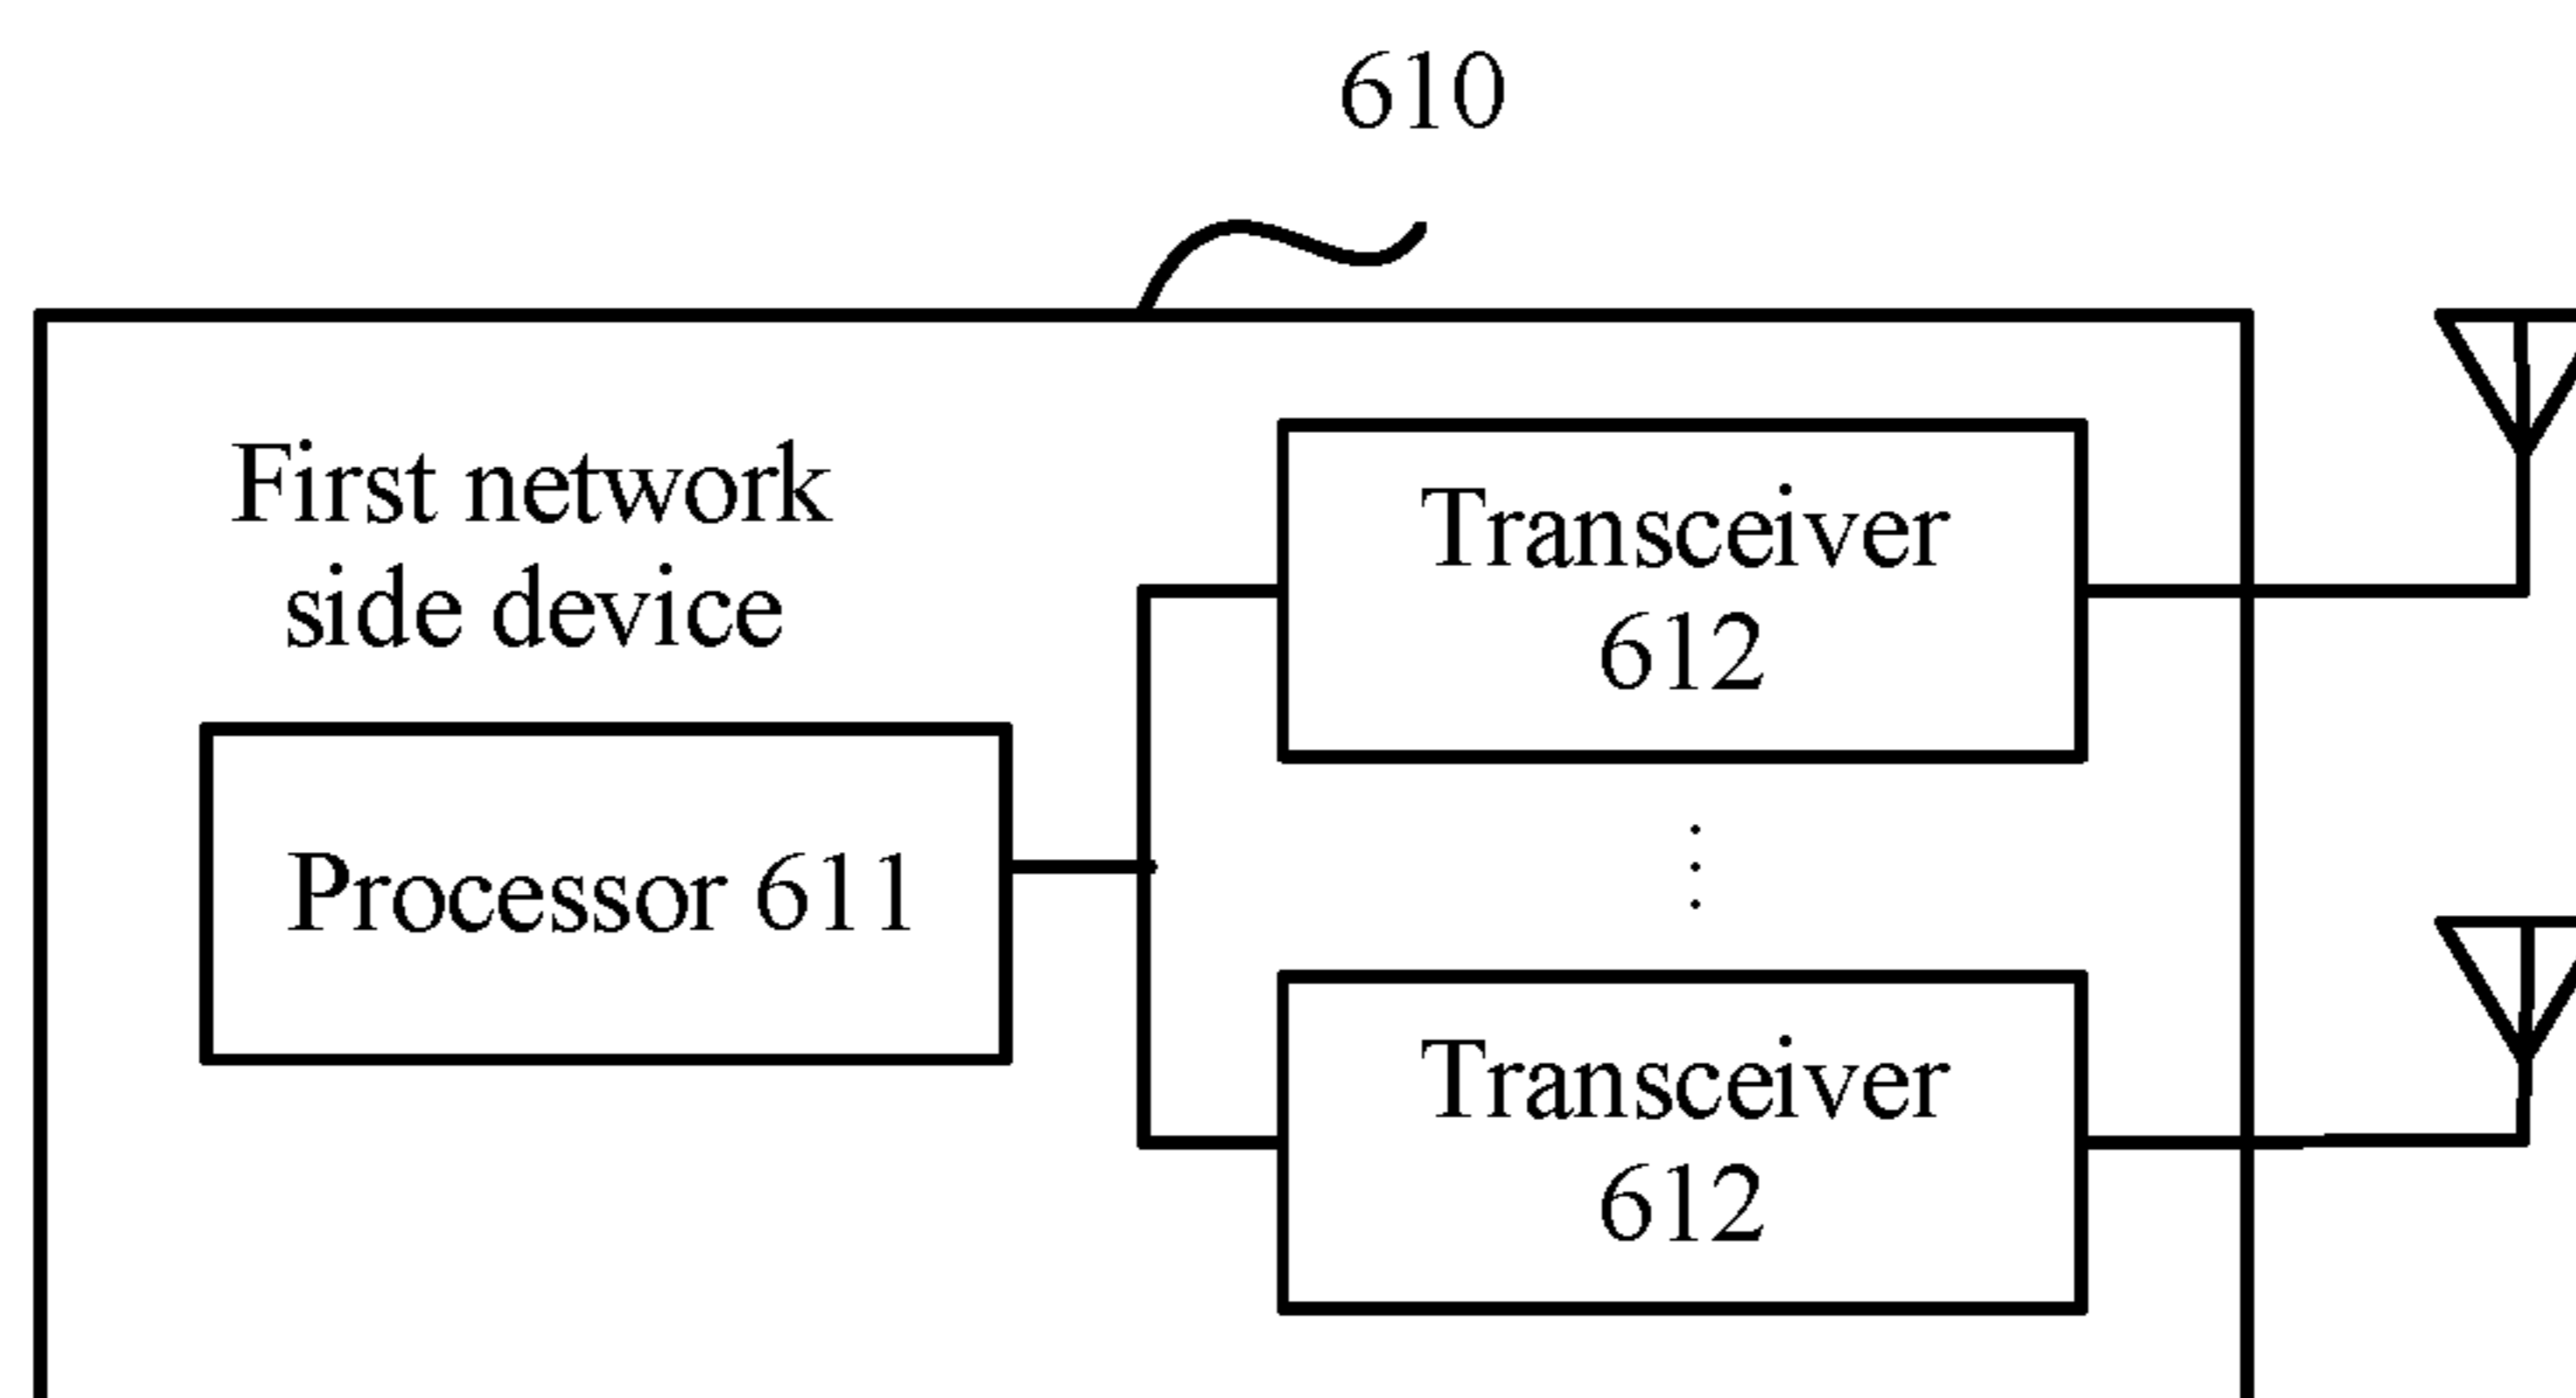 610
First network
side device
Transceiver
612
Processor 611
Transceiver
612